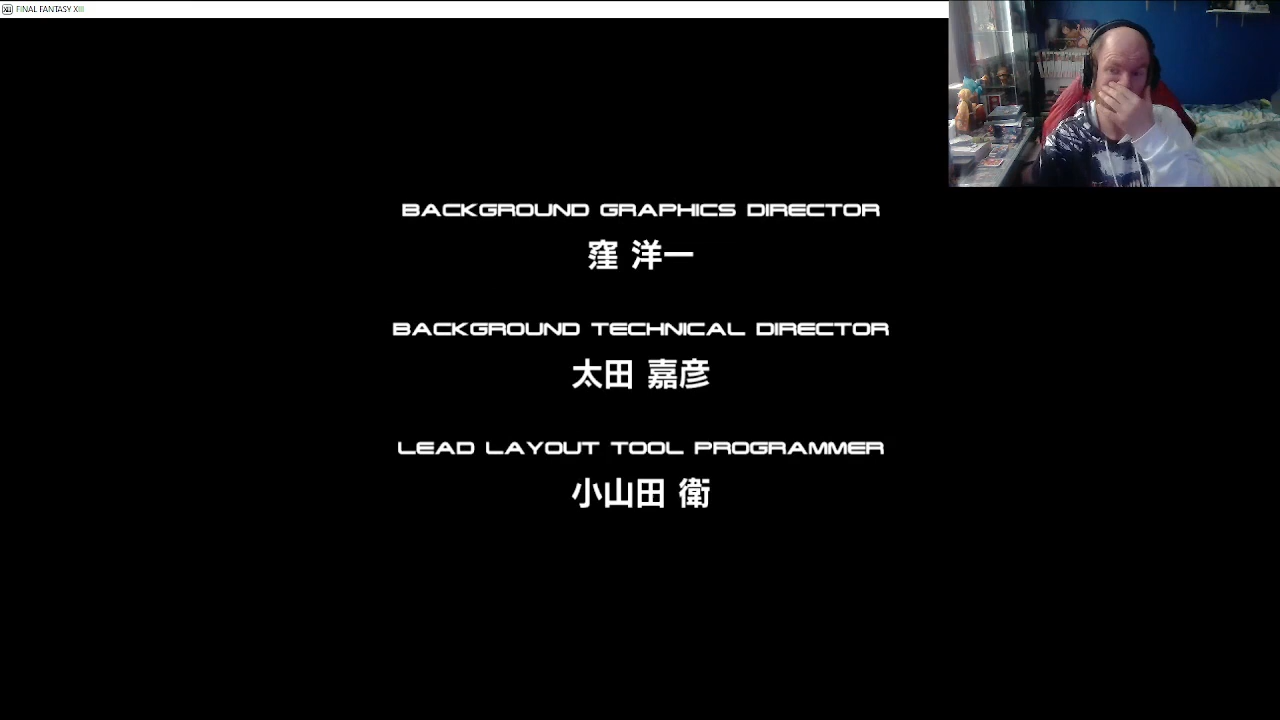 FINAL FANTASY XIII
BACKGROUND GRAPHICS DIRECTOR
窪 洋一
BACKGROUND TECHNICAL DIRECTOR
太田 嘉彦
LEAD LAYOUT TOOL PROGRAMMER
小山田 衛